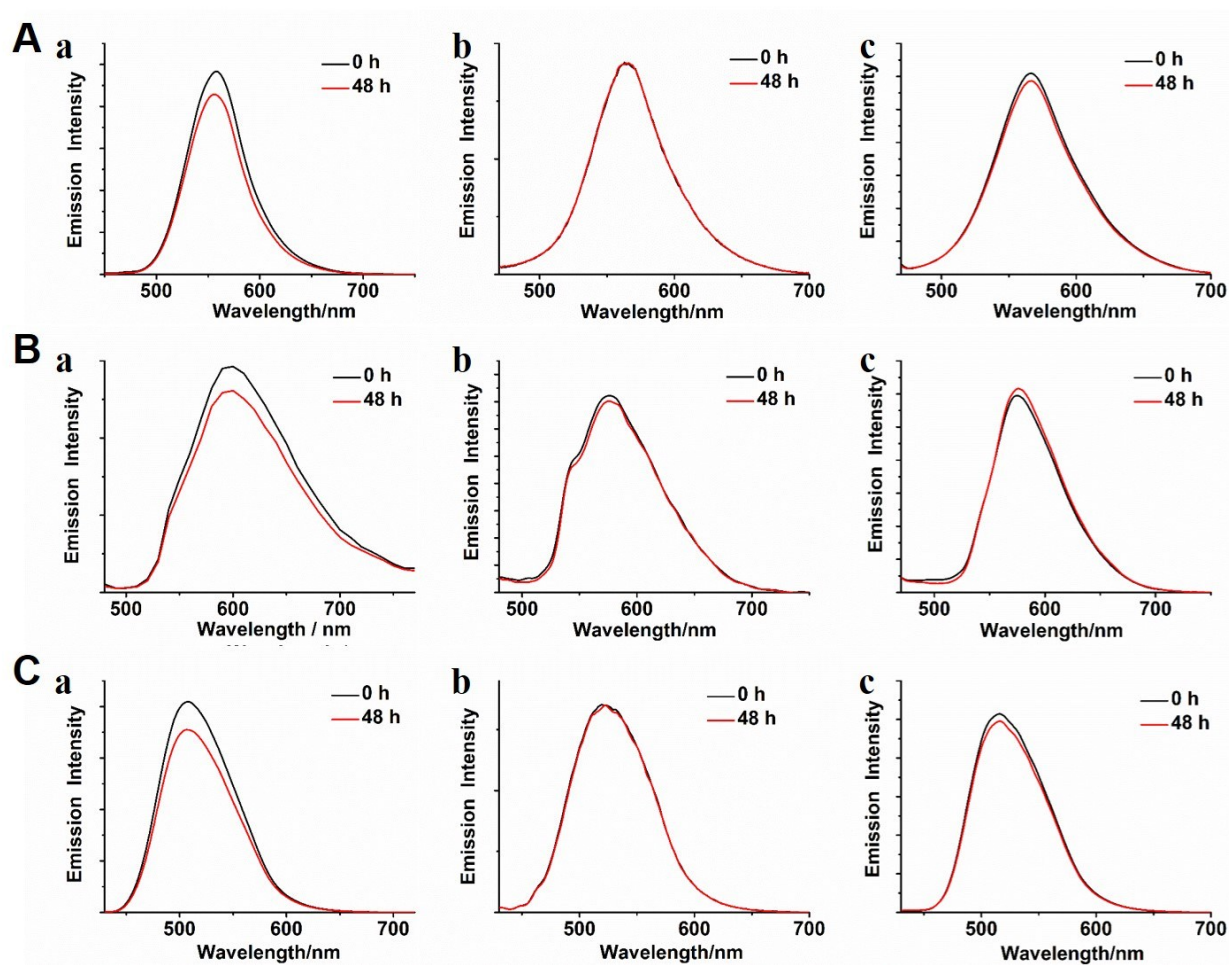 A
a
0 h
48 h
Emission Intensity
500 600 700
Wavelength/nm
b
0 h
48 h
Emission Intensity
500 600 700
Wavelength/nm
c
0 h
48 h
Emission Intensity
500 600 700
Wavelength/nm
B
a
0 h
48 h
Emission Intensity
500 600 700
Wavelength / nm
b
0 h
48 h
Emission Intensity
500 600 700
Wavelength/nm
c
0 h
48 h
Emission Intensity
500 600 700
Wavelength/nm
C
a
0 h
48 h
Emission Intensity
500 600 700
Wavelength/nm
b
0 h
48 h
Emission Intensity
500 600 700
Wavelength/nm
c
0 h
48 h
Emission Intensity
500 600 700
Wavelength/nm